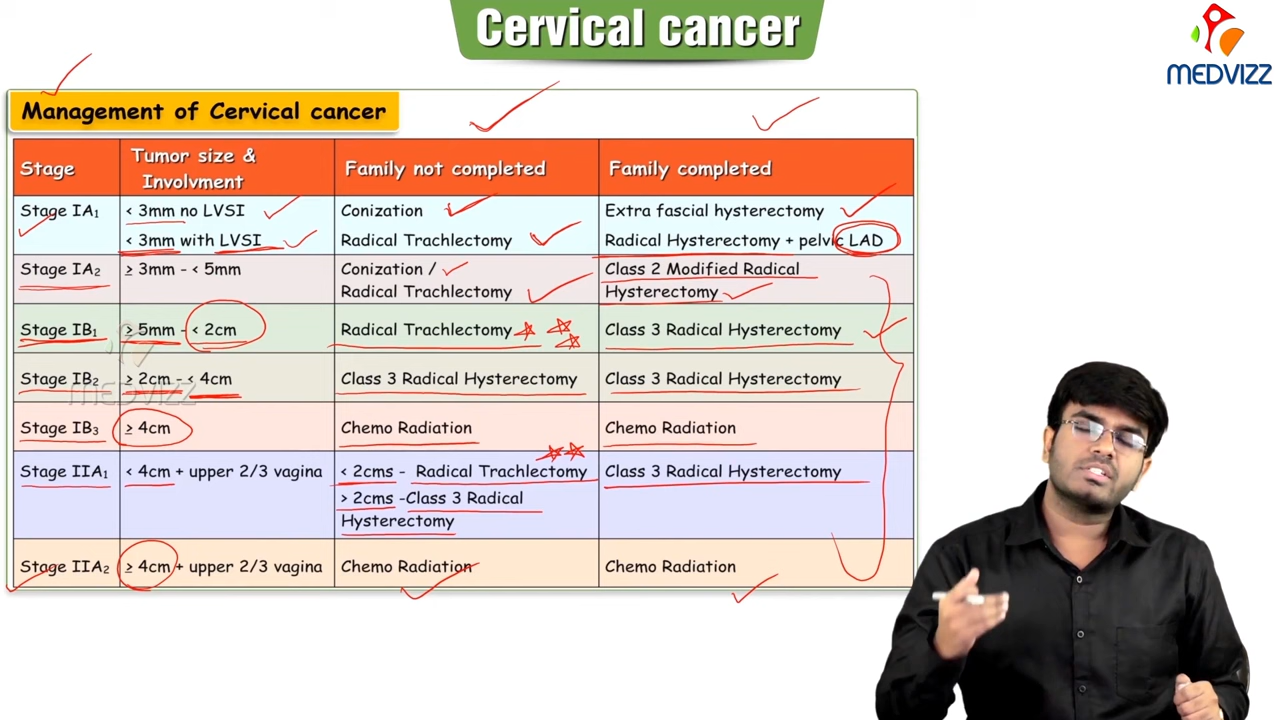 Cervical cancer
MEDVIZZ
Management of Cervical cancer
Stage
Tumor size &
Involvment
Family not completed
Family completed
Stage IA₁
< 3mm no LVSI
Conization
Extra fascial hysterectomy
< 3mm with LVSI
Radical Trachlectomy
Radical Hysterectomy + pelvic LAD
Stage IA₂
≥ 3mm - < 5mm
Conization /
Radical Trachlectomy
Class 2 Modified Radical
Hysterectomy
Stage IB₁
≥ 5mm - < 2cm
Radical Trachlectomy
Class 3 Radical Hysterectomy
Stage IB₂
≥ 2cm - < 4cm
Class 3 Radical Hysterectomy
Class 3 Radical Hysterectomy
MEDVIZZ
Stage IB₃
≥ 4cm
Chemo Radiation
Chemo Radiation
Stage IIA₁
< 4cm + upper 2/3 vagina
< 2cms - Radical Trachlectomy
> 2cms -Class 3 Radical
Hysterectomy
Class 3 Radical Hysterectomy
Stage IIA₂
≥ 4cm + upper 2/3 vagina
Chemo Radiation
Chemo Radiation